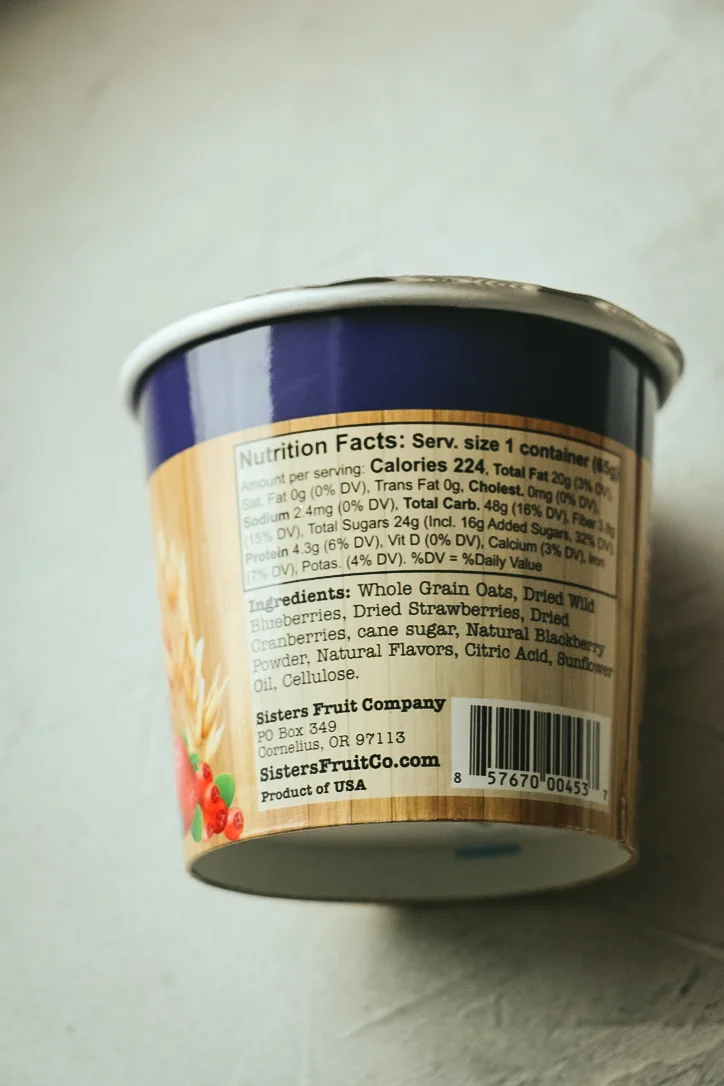 Nutrition Facts: Serv. size 1 container (65g)
Amount per serving: Calories 224, Total Fat 20g (3% DV),
Sat. Fat 0g (0% DV), Trans Fat 0g, Cholest. 0mg (0% DV),
Sodium 2.4mg (0% DV), Total Carb. 48g (16% DV), Fiber 3.8g
(15% DV), Total Sugars 24g (Incl. 16g Added Sugars, 32% DV),
Protein 4.3g (6% DV), Vit D (0% DV), Calcium (3% DV), Iron
(7% DV), Potas. (4% DV). %DV = %Daily Value
Ingredients: Whole Grain Oats, Dried Wild
Blueberries, Dried Strawberries, Dried
Cranberries, cane sugar, Natural Blackberry
Powder, Natural Flavors, Citric Acid, Sunflower
Oil, Cellulose.
Sisters Fruit Company
PO Box 349
Cornelius, OR 97113
SistersFruitCo.com
Product of USA
8 57670 00453 7